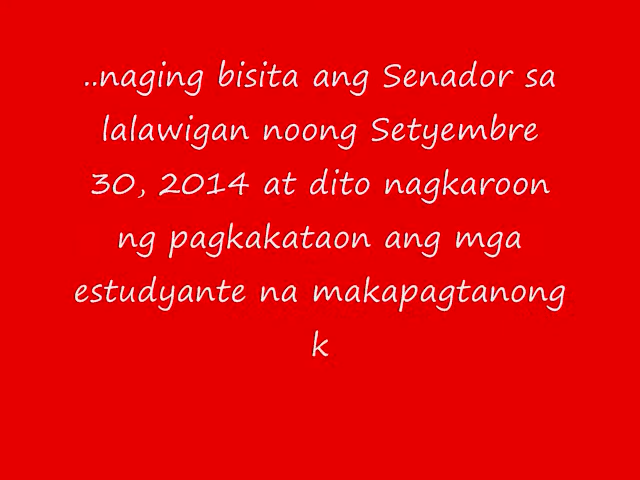 ..naging bisita ang Senador sa
lalawigan noong Setyembre
30, 2014 at dito nagkaroon
ng pagkakataon ang mga
estudyante na makapagtanong
k